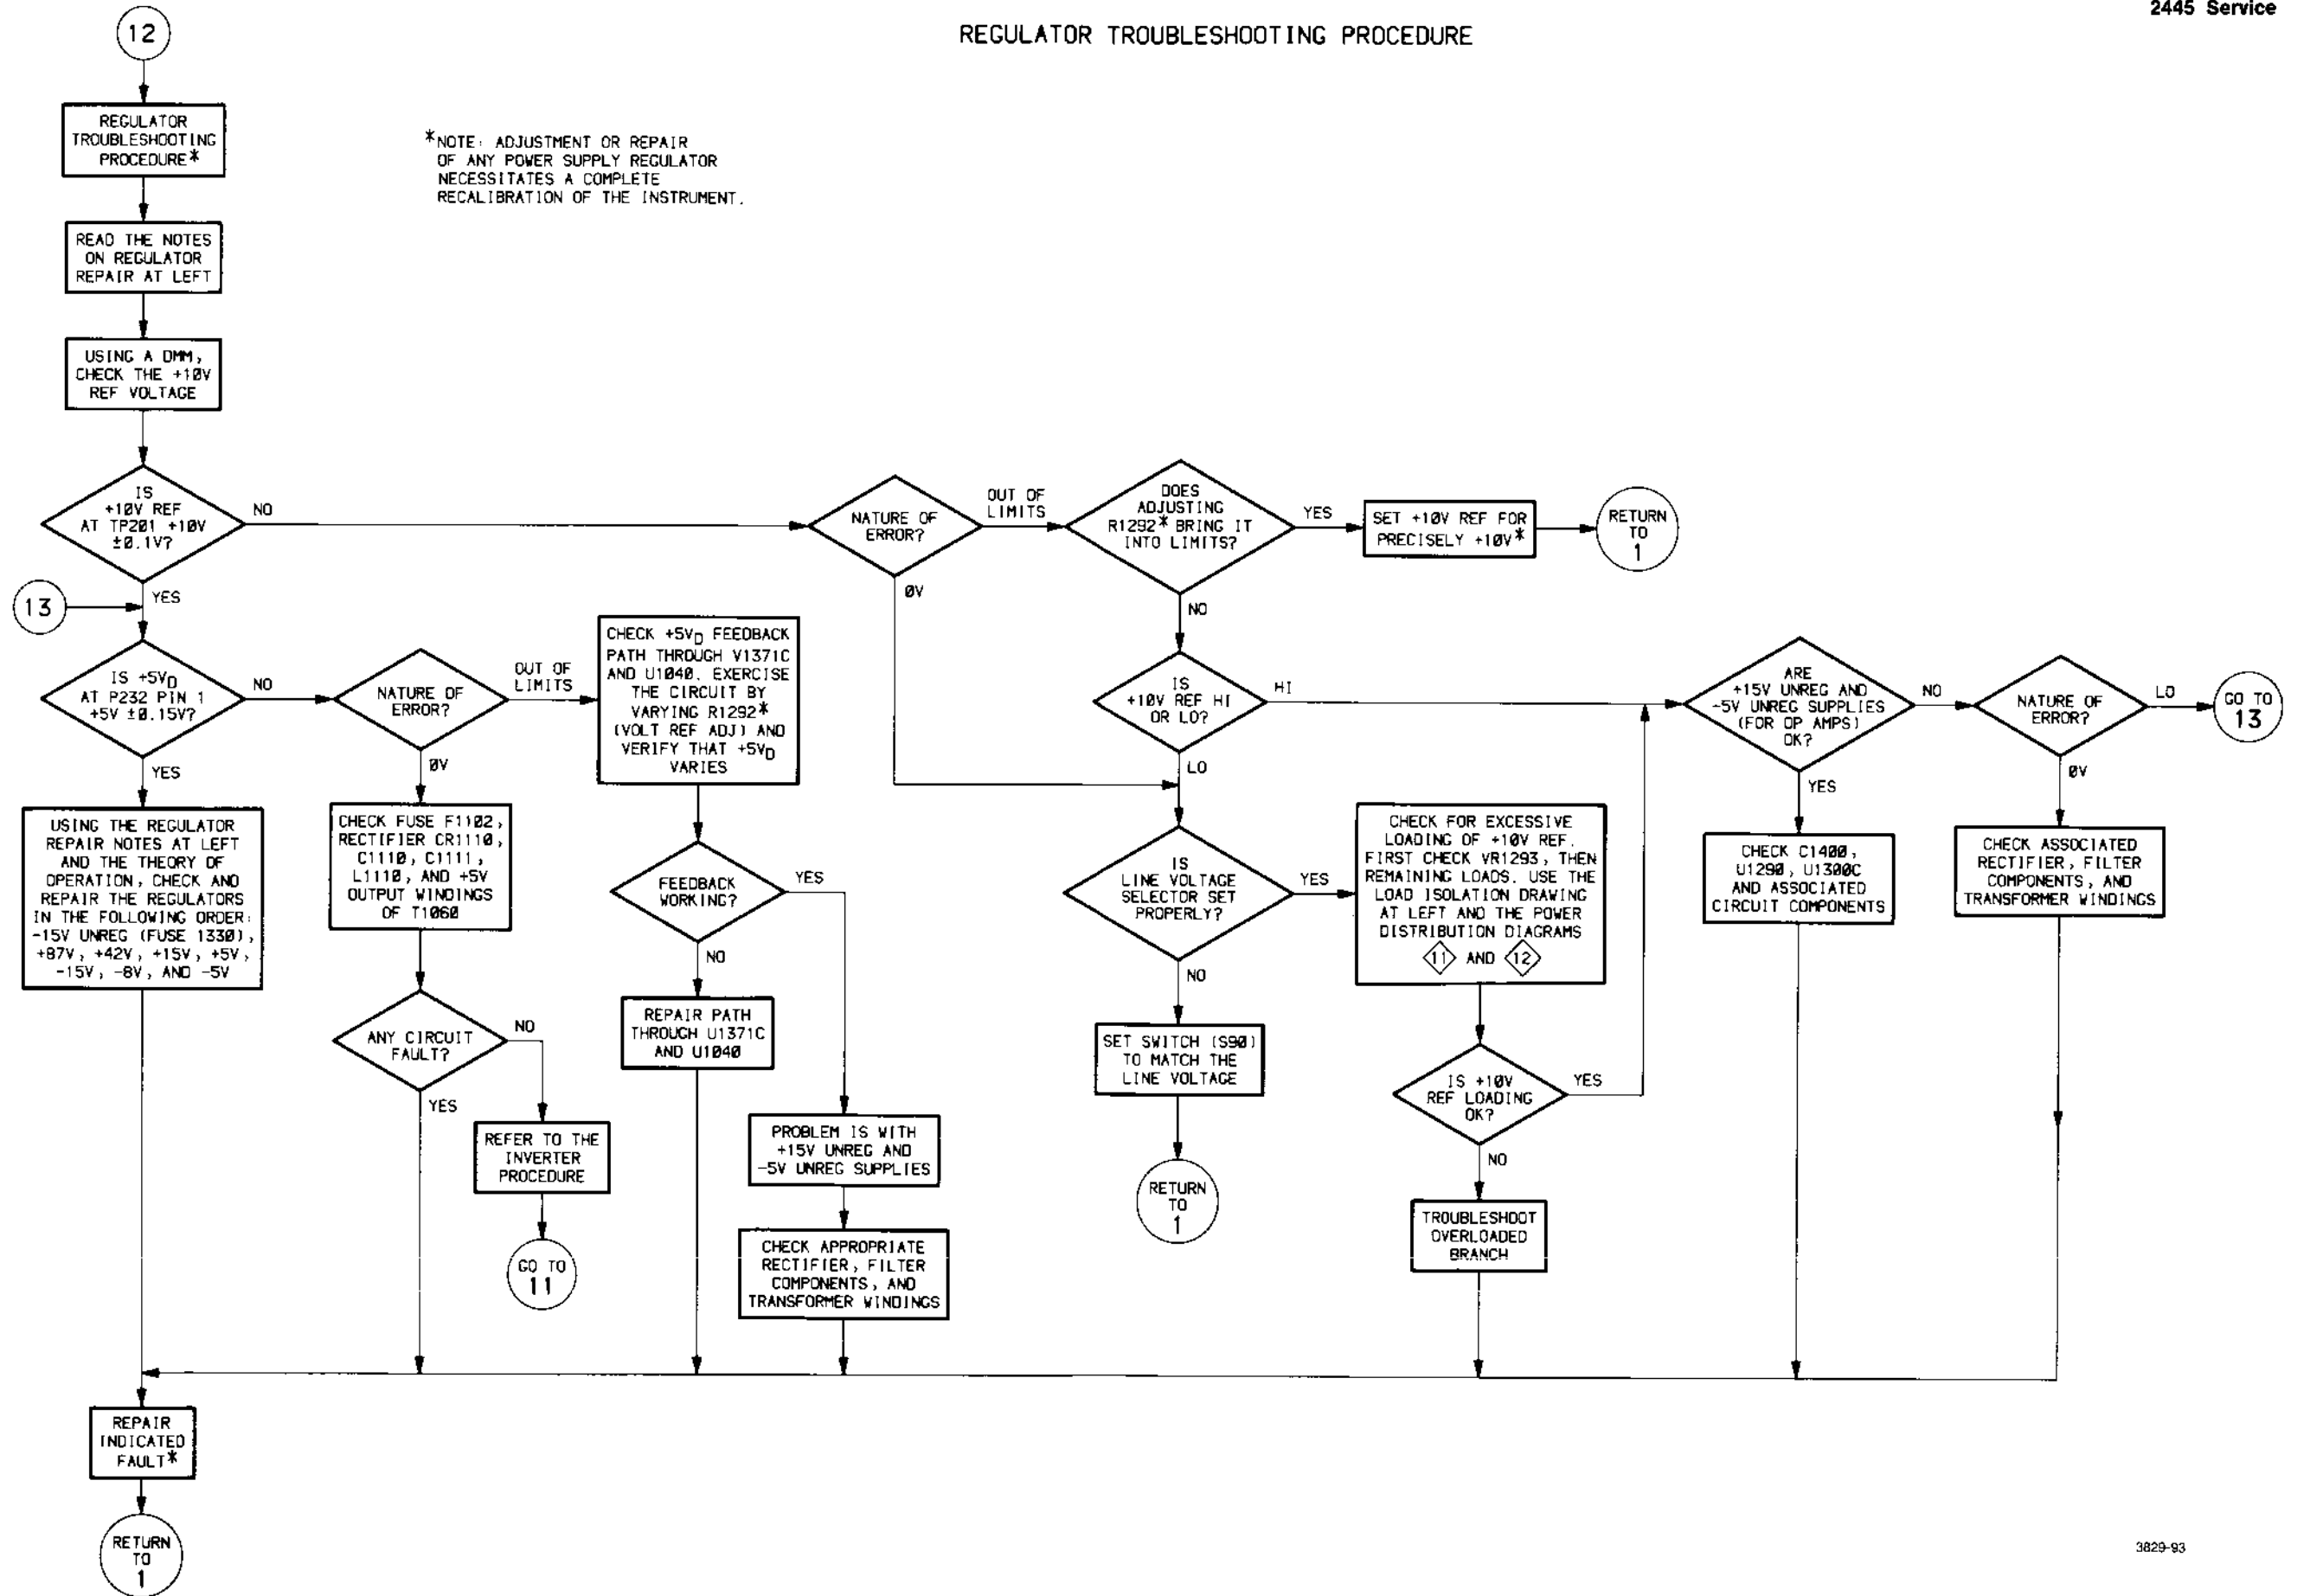 2445 Service
REGULATOR TROUBLESHOOTING PROCEDURE
12
REGULATOR
TROUBLESHOOTING
PROCEDURE*
*NOTE: ADJUSTMENT OR REPAIR
OF ANY POWER SUPPLY REGULATOR
NECESSITATES A COMPLETE
RECALIBRATION OF THE INSTRUMENT.
READ THE NOTES
ON REGULATOR
REPAIR AT LEFT
USING A DMM,
CHECK THE +10V
REF VOLTAGE
IS
+10V REF
AT TP201 +10V
±0.1V?
NO
YES
NATURE OF
ERROR?
OUT OF
LIMITS
0V
DOES
ADJUSTING
R1292* BRING IT
INTO LIMITS?
YES
NO
SET +10V REF FOR
PRECISELY +10V*
RETURN
TO
1
13
IS +5VD
AT P232 PIN 1
+5V ±0.15V?
NO
YES
NATURE OF
ERROR?
OUT OF
LIMITS
0V
CHECK +5VD FEEDBACK
PATH THROUGH V1371C
AND U1040. EXERCISE
THE CIRCUIT BY
VARYING R1292*
(VOLT REF ADJ) AND
VERIFY THAT +5VD
VARIES
IS
+10V REF HI
OR LO?
HI
LO
ARE
+15V UNREG AND
-5V UNREG SUPPLIES
(FOR OP AMPS)
OK?
NO
YES
NATURE OF
ERROR?
LO
0V
GO TO
13
USING THE REGULATOR
REPAIR NOTES AT LEFT
AND THE THEORY OF
OPERATION, CHECK AND
REPAIR THE REGULATORS
IN THE FOLLOWING ORDER:
-15V UNREG (FUSE 1330),
+87V, +42V, +15V, +5V,
-15V, -8V, AND -5V
CHECK FUSE F1102,
RECTIFIER CR1110,
C1110, C1111,
L1110, AND +5V
OUTPUT WINDINGS
OF T1060
FEEDBACK
WORKING?
YES
NO
IS
LINE VOLTAGE
SELECTOR SET
PROPERLY?
YES
NO
CHECK FOR EXCESSIVE
LOADING OF +10V REF.
FIRST CHECK VR1293, THEN
REMAINING LOADS. USE THE
LOAD ISOLATION DRAWING
AT LEFT AND THE POWER
DISTRIBUTION DIAGRAMS
11 AND 12
CHECK C1400,
U1290, U1300C
AND ASSOCIATED
CIRCUIT COMPONENTS
CHECK ASSOCIATED
RECTIFIER, FILTER
COMPONENTS, AND
TRANSFORMER WINDINGS
ANY CIRCUIT
FAULT?
NO
YES
REPAIR PATH
THROUGH U1371C
AND U1040
SET SWITCH (S90)
TO MATCH THE
LINE VOLTAGE
IS +10V
REF LOADING
OK?
YES
NO
REFER TO THE
INVERTER
PROCEDURE
PROBLEM IS WITH
+15V UNREG AND
-5V UNREG SUPPLIES
RETURN
TO
1
TROUBLESHOOT
OVERLOADED
BRANCH
GO TO
11
CHECK APPROPRIATE
RECTIFIER, FILTER
COMPONENTS, AND
TRANSFORMER WINDINGS
REPAIR
INDICATED
FAULT*
RETURN
TO
1
3829-93